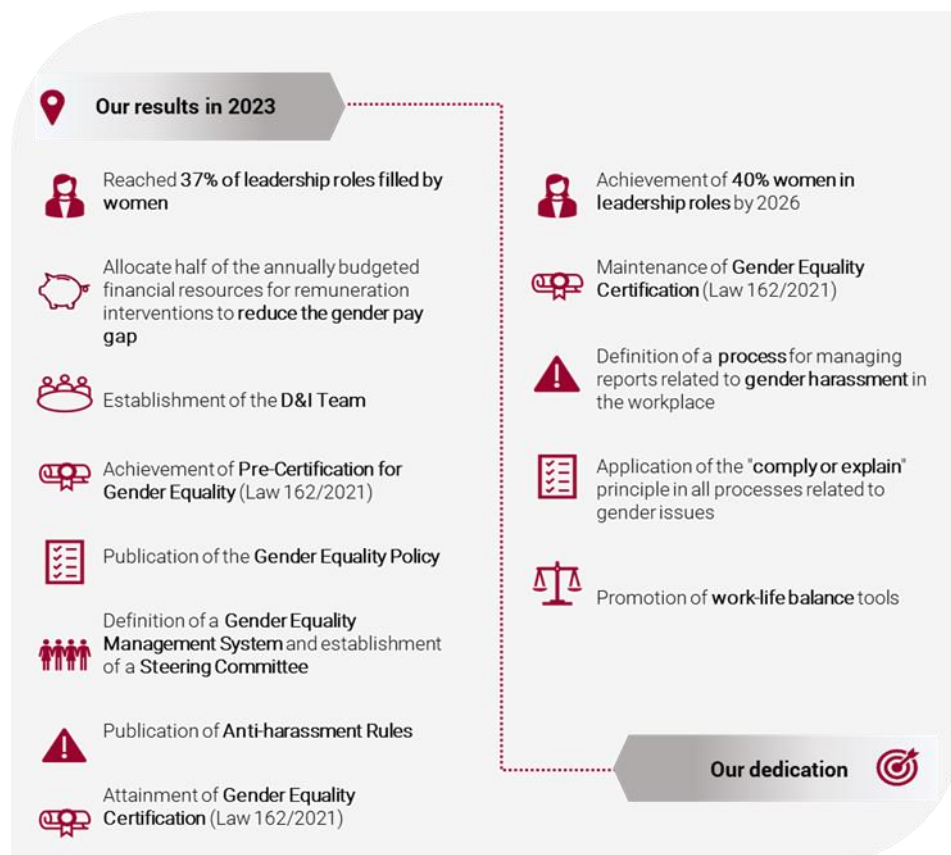 Our results in 2023
Reached 37% of leadership roles filled by
women
Allocate half of the annually budgeted
financial resources for remuneration
interventions to reduce the gender pay
gap
Establishment of the D&I Team
Achievement of Pre-Certification for
Gender Equality (Law 162/2021)
Publication of the Gender Equality Policy
Definition of a Gender Equality
Management System and establishment
of a Steering Committee
Publication of Anti-harassment Rules
Attainment of Gender Equality
Certification (Law 162/2021)
Achievement of 40% women in
leadership roles by 2026
Maintenance of Gender Equality
Certification (Law 162/2021)
Definition of a process for managing
reports related to gender harassment in
the workplace
Application of the "comply or explain"
principle in all processes related to
gender issues
Promotion of work-life balance tools
Our dedication